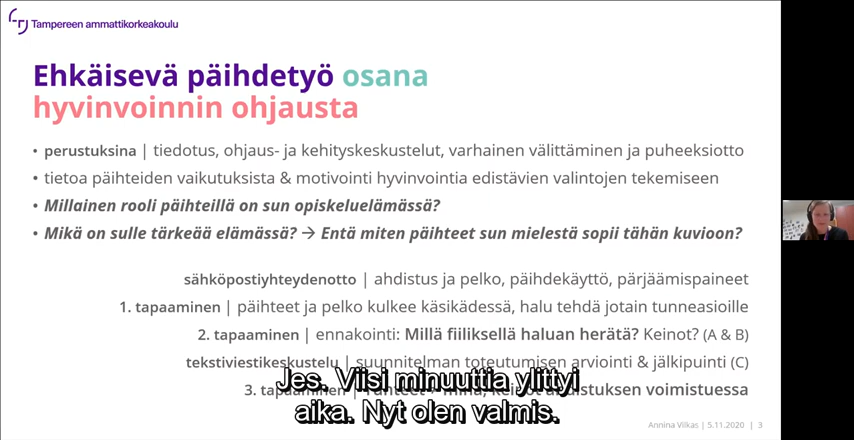 Tampereen ammattikorkeakoulu
Ehkäisevä päihdetyö osana
hyvinvoinnin ohjausta
• perustuksina | tiedotus, ohjaus- ja kehityskeskustelut, varhainen välittäminen ja puheeksiotto
• tietoa päihteiden vaikutuksista & motivointi hyvinvointia edistävien valintojen tekemiseen
• Millainen rooli päihteillä on sun opiskeluelämässä?
• Mikä on sulle tärkeää elämässä? → Entä miten päihteet sun mielestä sopii tähän kuvioon?
sähköpostiyhteydenotto | ahdistus ja pelko, päihdekäyttö, pärjäämispaineet
1. tapaaminen | päihteet ja pelko kulkee käsikädessä, halu tehdä jotain tunneasioille
2. tapaaminen | ennakointi: Millä fiiliksellä haluan herätä? Keinot? (A & B)
tekstiviestikeskustelu | suunnitelman toteutumisen arviointi & jälkipuinti (C)
3. tapaaminen ahdistuksen voimistuessa
Jes. Viisi minuuttia ylittyi
aika. Nyt olen valmis.
Annina Vilkas | 5.11.2020 | 3